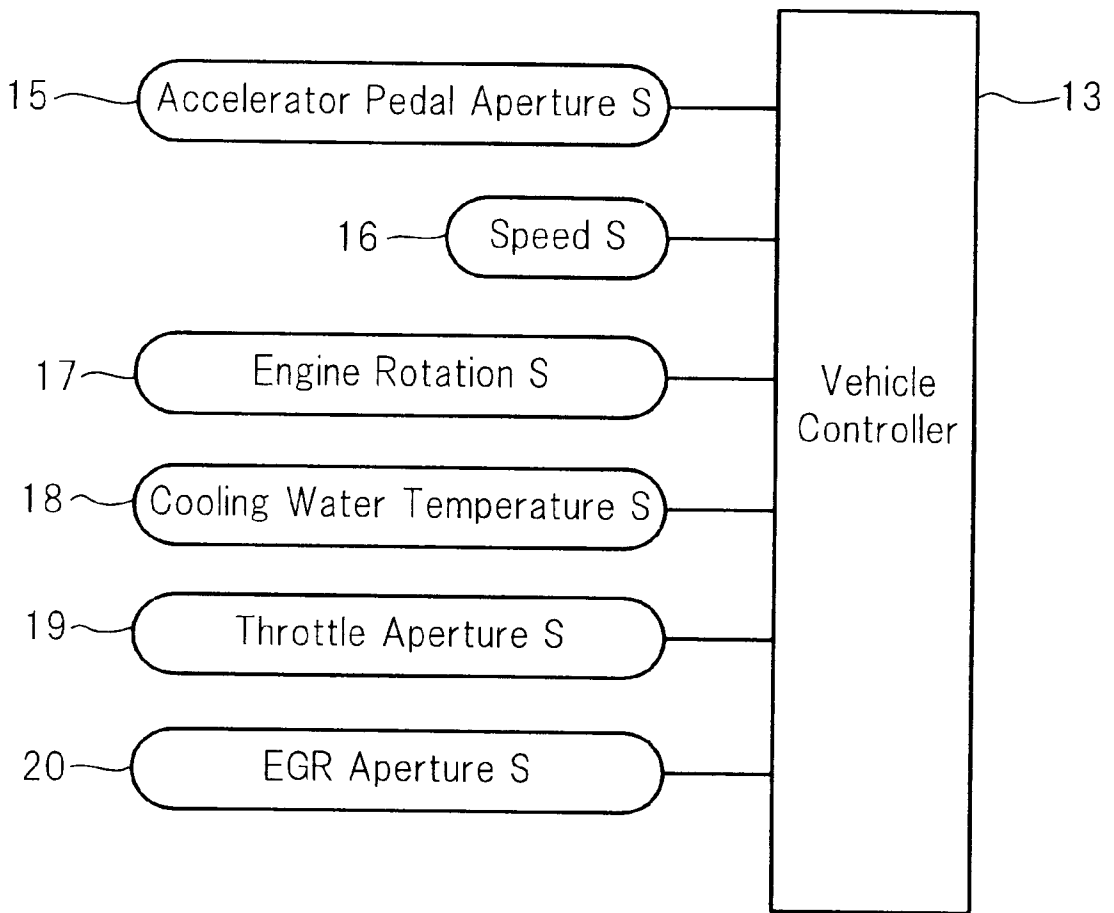 15
Accelerator Pedal Aperture S
13
16
Speed S
17
Engine Rotation S
Vehicle
Controller
18
Cooling Water Temperature S
19
Throttle Aperture S
20
EGR Aperture S